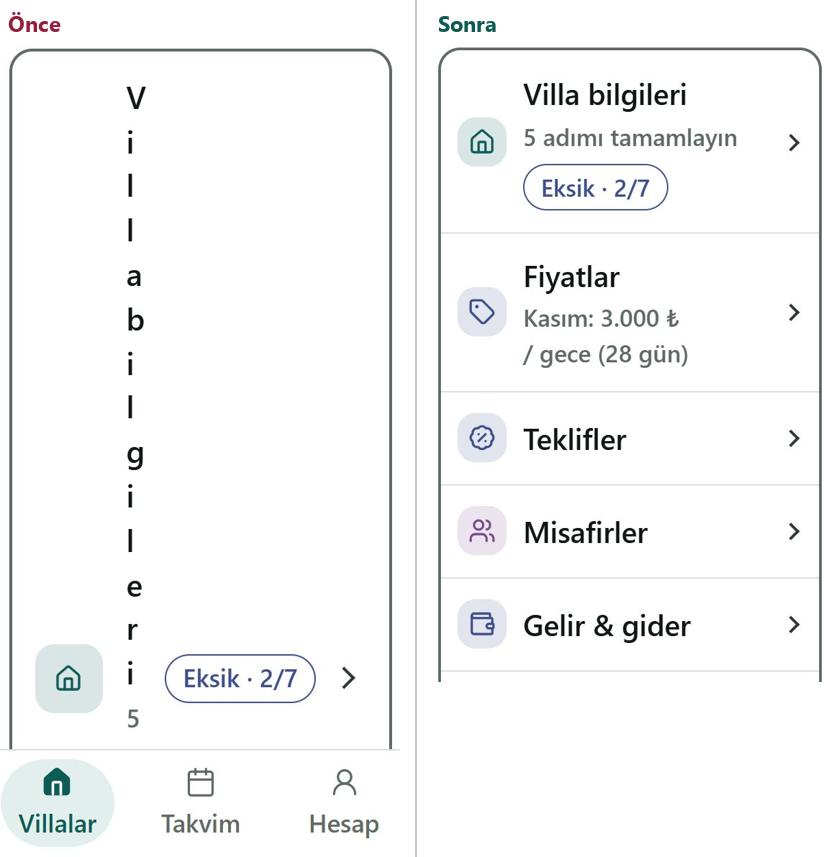 Önce
V
i
l
l
a
b
i
l
g
i
l
e
r
i
5
Eksik · 2/7
Villalar
Takvim
Hesap
Sonra
Villa bilgileri
5 adımı tamamlayın
Eksik · 2/7
Fiyatlar
Kasım: 3.000 ₺
/ gece (28 gün)
Teklifler
Misafirler
Gelir & gider